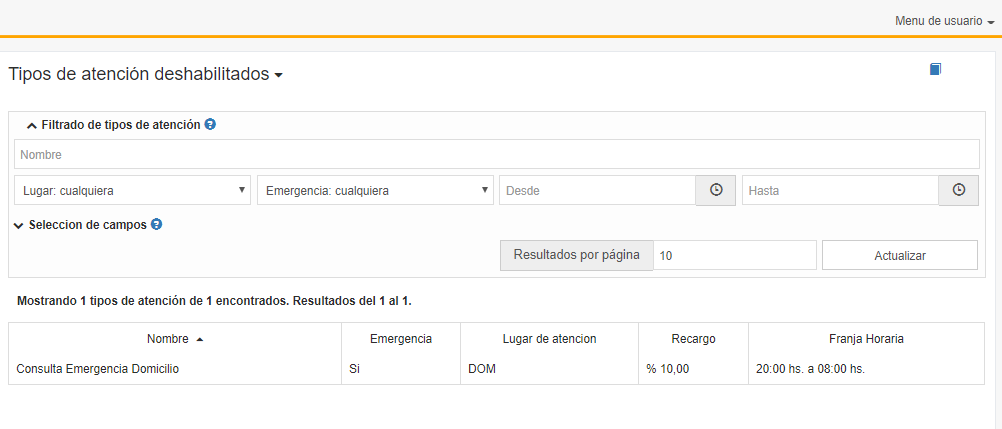 Menu de usuario
Tipos de atención deshabilitados
Filtrado de tipos de atención
Nombre
Lugar: cualquiera Emergencia: cualquiera Desde Hasta
Seleccion de campos
Resultados por página 10 Actualizar
Mostrando 1 tipos de atención de 1 encontrados. Resultados del 1 al 1.
Nombre Emergencia Lugar de atencion Recargo Franja Horaria
Consulta Emergencia Domicilio Si DOM % 10,00 20:00 hs. a 08:00 hs.